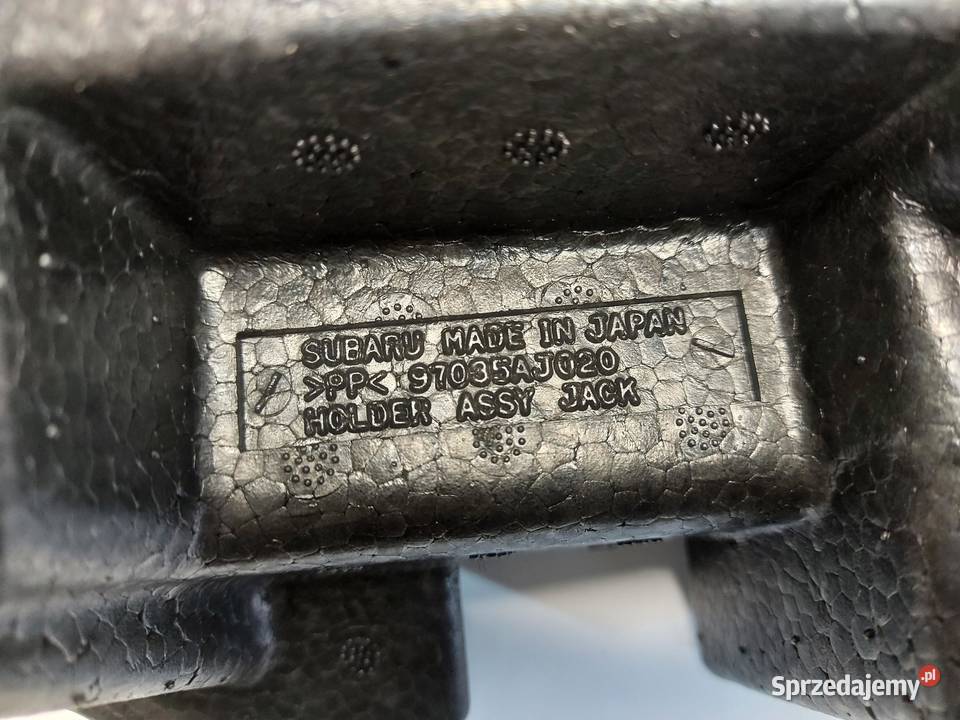 SUBARU MADE IN JAPAN
>PP< 97035AJ020
HOLDER ASSY JACK
Sprzedajemy.pl